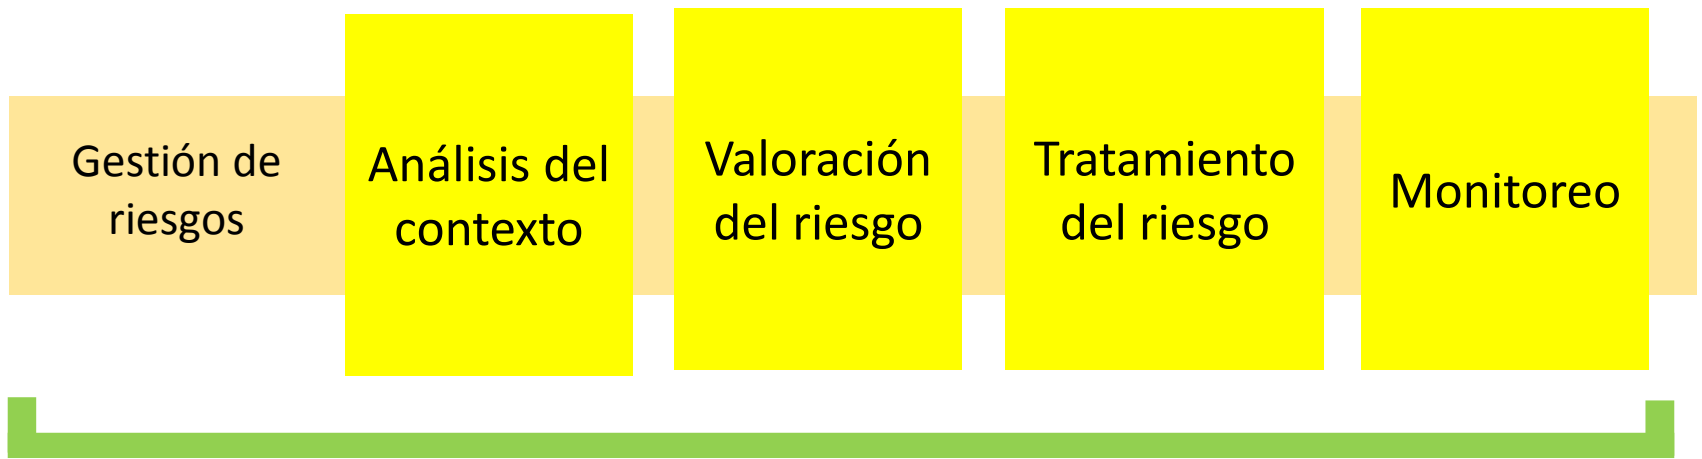 Gestión de
riesgos
Análisis del
contexto
Valoración
del riesgo
Tratamiento
del riesgo
Monitoreo